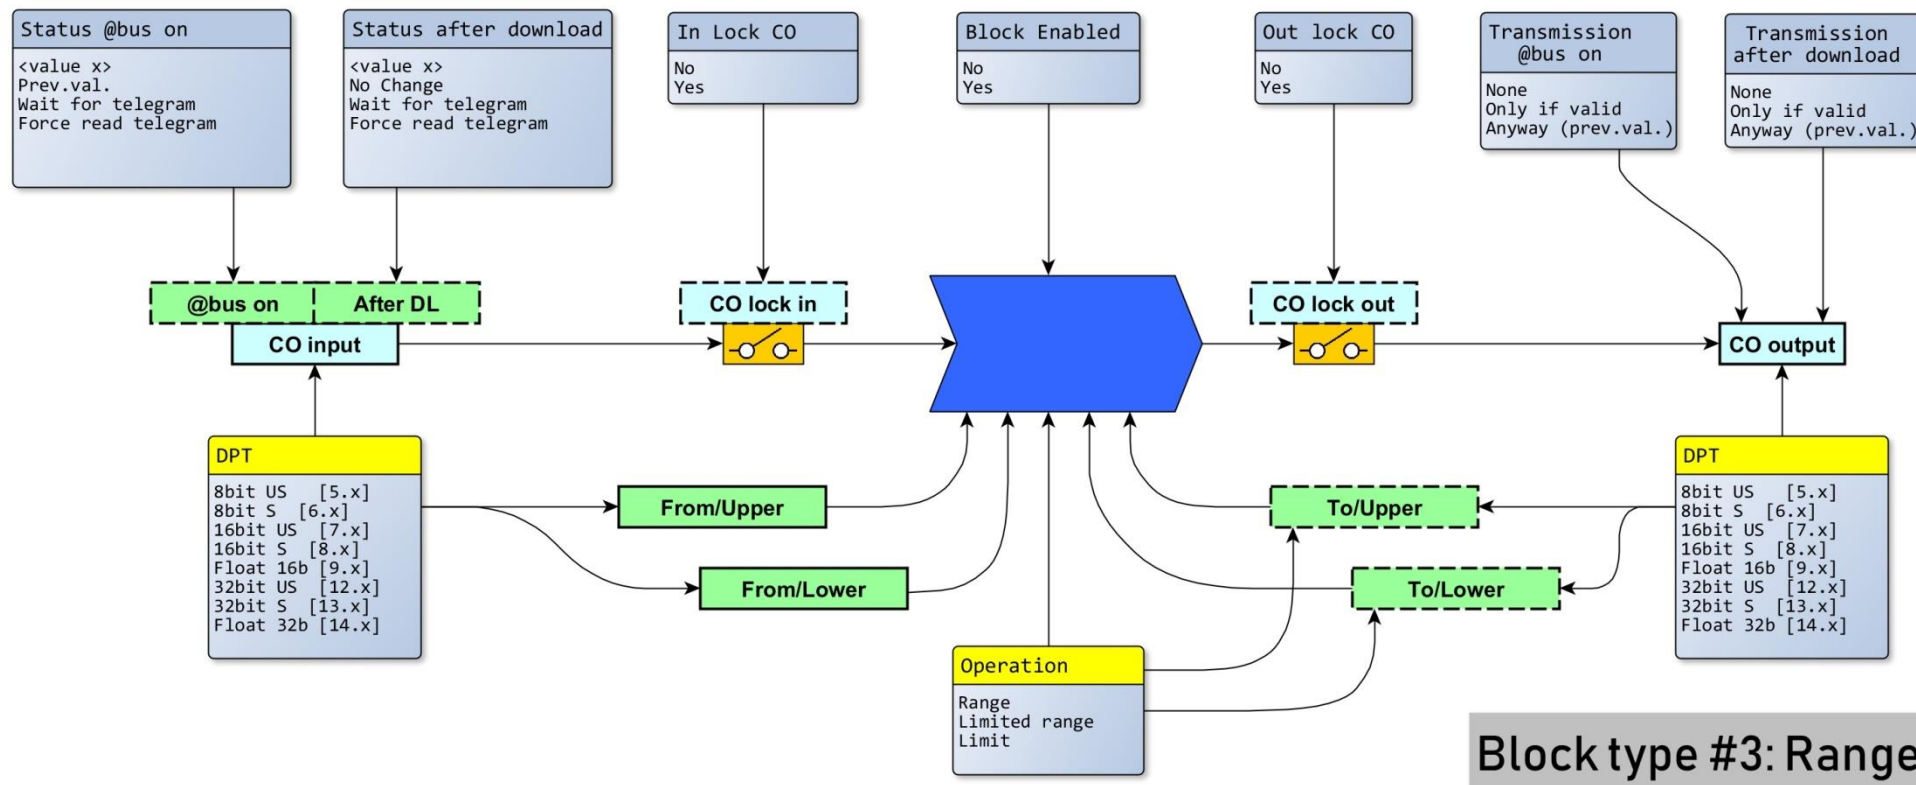 Status @bus on
<value x>
Prev.val.
Wait for telegram
Force read telegram
Status after download
<value x>
No Change
Wait for telegram
Force read telegram
In Lock CO
No
Yes
Block Enabled
No
Yes
Out lock CO
No
Yes
Transmission
@bus on
None
Only if valid
Anyway (prev.val.)
Transmission
after download
None
Only if valid
Anyway (prev.val.)
@bus on
After DL
CO input
CO lock in
CO lock out
CO output
DPT
8bit US [5.x]
8bit S [6.x]
16bit US [7.x]
16bit S [8.x]
Float 16b [9.x]
32bit US [12.x]
32bit S [13.x]
Float 32b [14.x]
From/Upper
From/Lower
To/Upper
To/Lower
DPT
8bit US [5.x]
8bit S [6.x]
16bit US [7.x]
16bit S [8.x]
Float 16b [9.x]
32bit US [12.x]
32bit S [13.x]
Float 32b [14.x]
Operation
Range
Limited range
Limit
Block type #3: Range